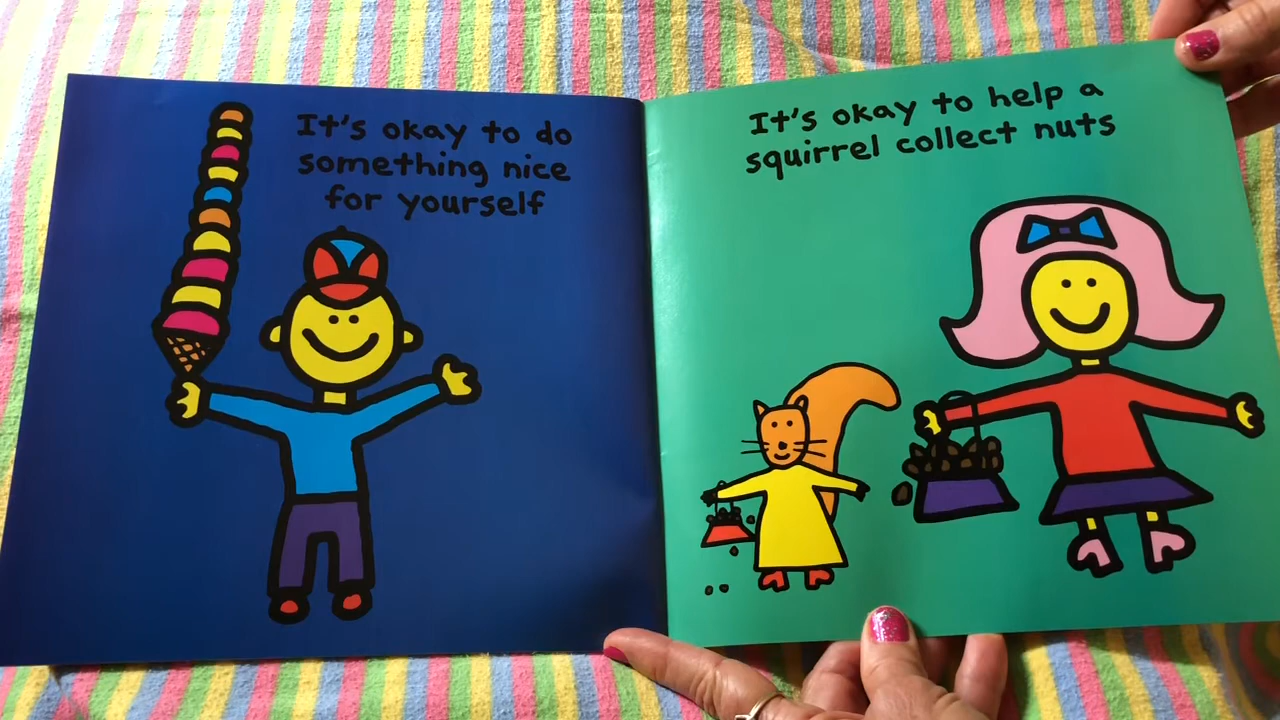 It's okay to do
something nice
for yourself
It's okay to help a
squirrel collect nuts